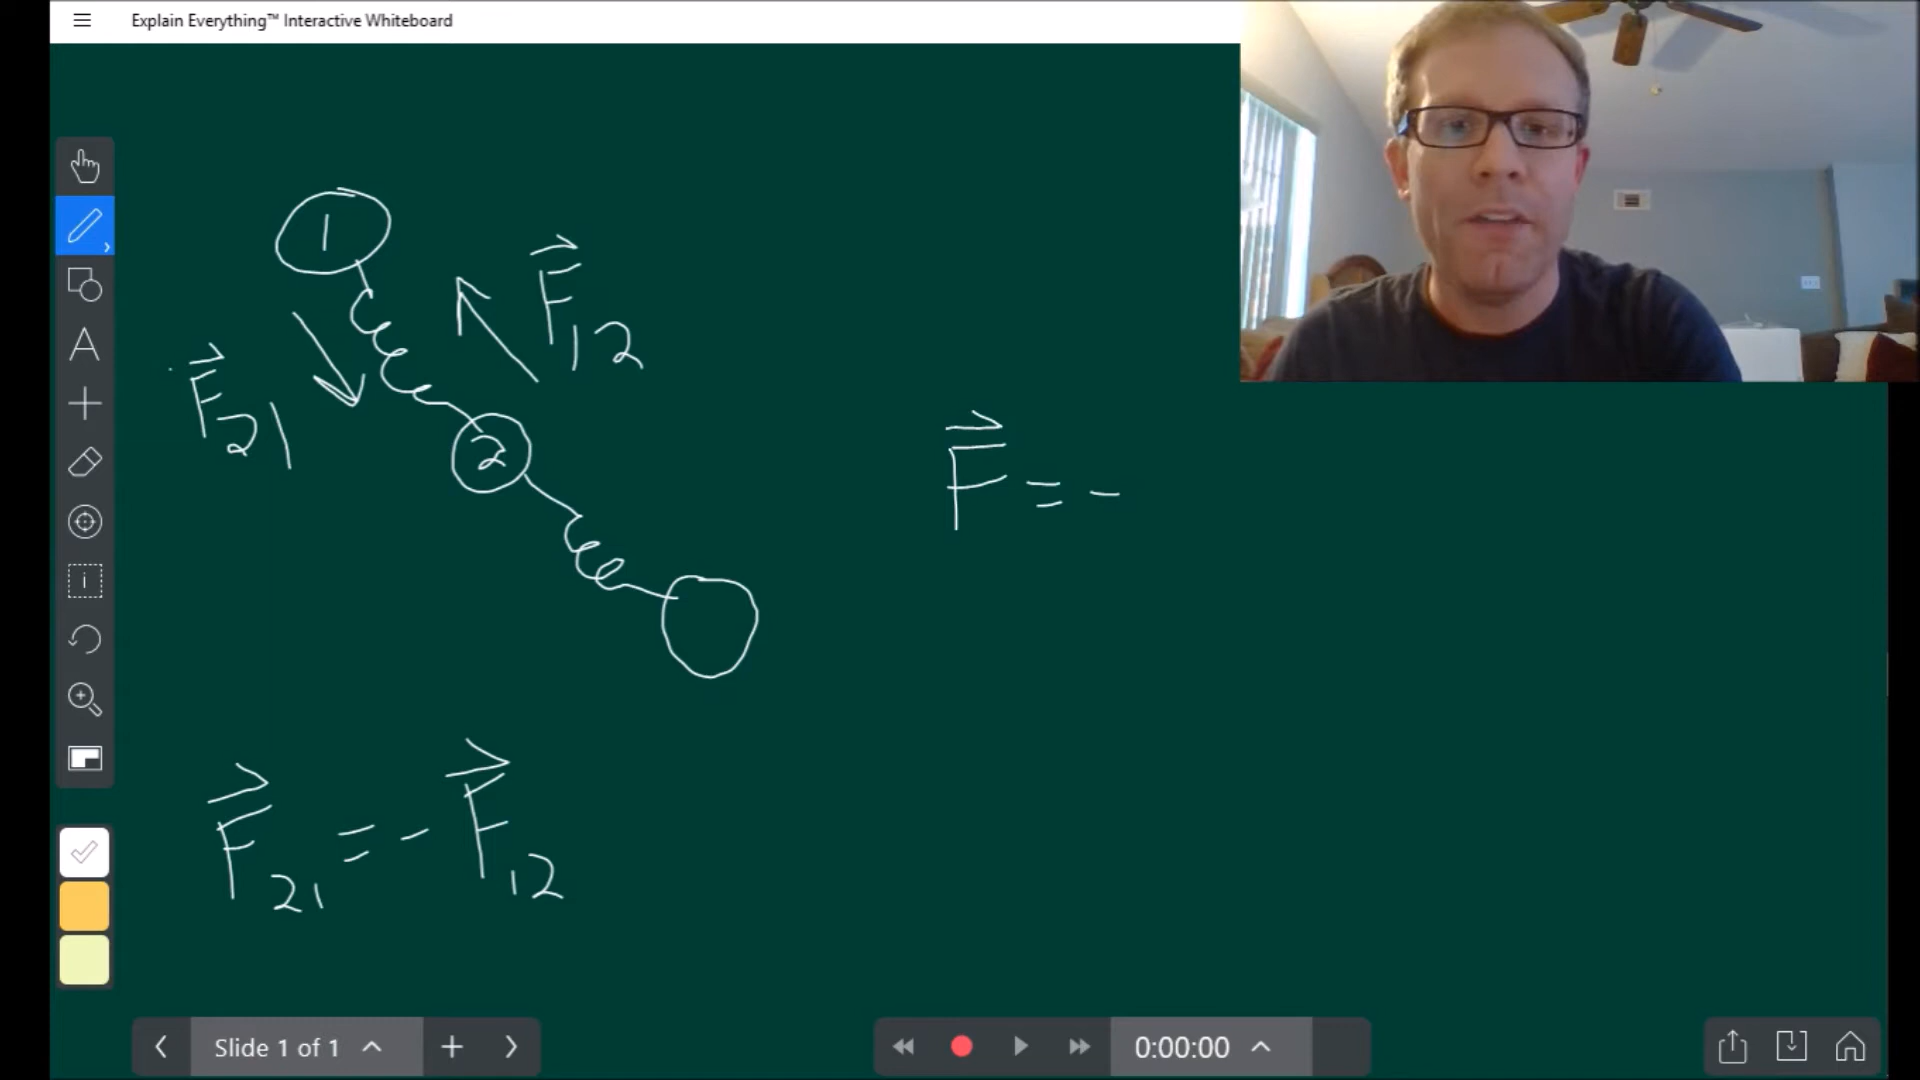 Explain Everything™ Interactive Whiteboard
1
F⃗12
F⃗21
2
F⃗ = -
F⃗21 = - F⃗12
A
i
Slide 1 of 1
0:00:00